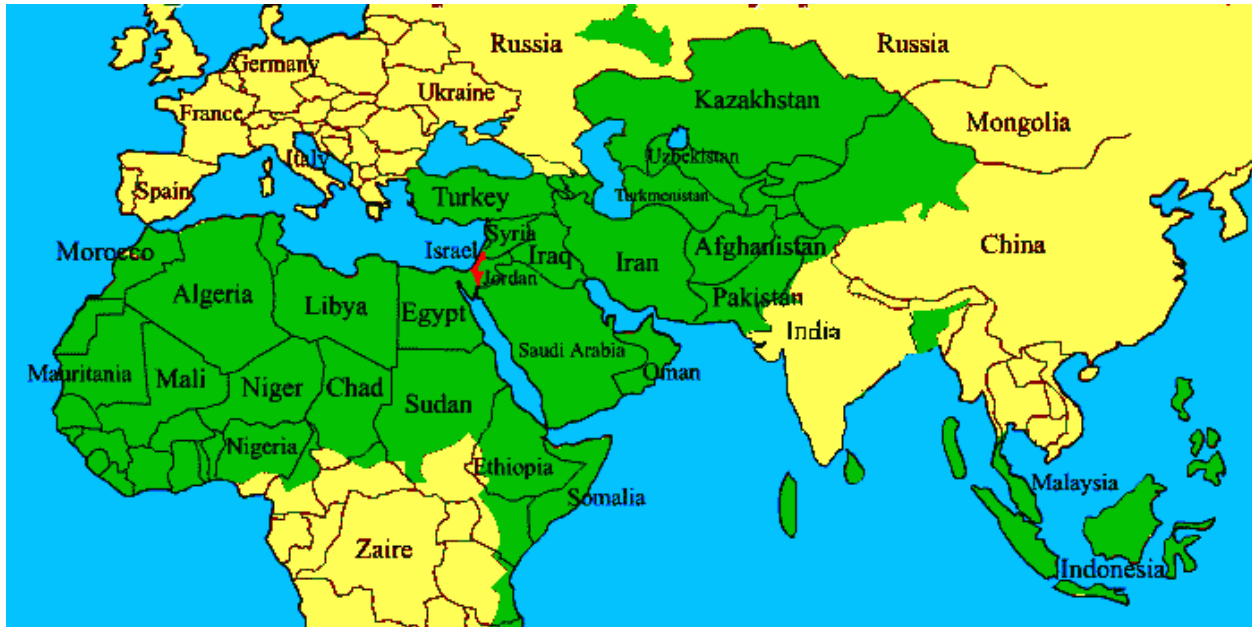 Russia
Russia
Germany
Ukraine
Kazakhstan
France
Mongolia
Italy
Uzbekistan
Spain
Turkey
Turkmenistan
Morocco
Israel
Syria
Iraq
Iran
Afghanistan
China
Jordan
Algeria
Libya
Egypt
Pakistan
India
Saudi Arabia
Oman
Mauritania
Mali
Niger
Chad
Sudan
Nigeria
Ethiopia
Somalia
Malaysia
Zaire
Indonesia